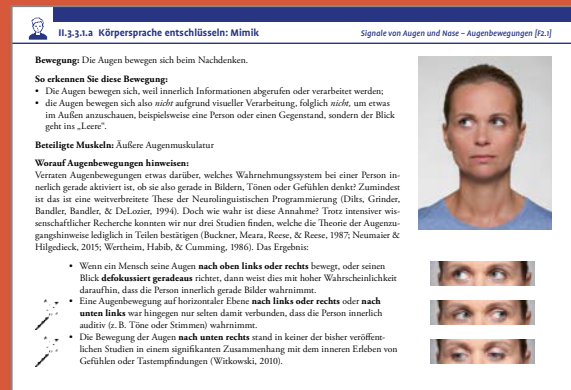 II.3.3.1.a Körpersprache entschlüsseln: Mimik
Signale von Augen und Nase – Augenbewegungen [F2.1]
Bewegung: Die Augen bewegen sich beim Nachdenken.
So erkennen Sie diese Bewegung:
• Die Augen bewegen sich, weil innerlich Informationen abgerufen oder verarbeitet werden;
• die Augen bewegen sich also nicht aufgrund visueller Verarbeitung, folglich nicht, um etwas
im Außen anzuschauen, beispielsweise eine Person oder einen Gegenstand, sondern der Blick
geht ins „Leere“.
Beteiligte Muskeln: Äußere Augenmuskulatur
Worauf Augenbewegungen hinweisen:
Verraten Augenbewegungen etwas darüber, welches Wahrnehmungssystem bei einer Person in-
nerlich gerade aktiviert ist, ob sie also gerade in Bildern, Tönen oder Gefühlen denkt? Zumindest
ist das ist eine weitverbreitete These der Neurolinguistischen Programmierung (Dilts, Grinder,
Bandler, Bandler, & DeLozier, 1994). Doch wie wahr ist diese Annahme? Trotz intensiver wis-
senschaftlicher Recherche konnten wir nur drei Studien finden, welche die Theorie der Augenzu-
gangshinweise lediglich in Teilen bestätigen (Buckner, Meara, Reese, & Reese, 1987; Neumaier &
Hilgedieck, 2015; Wertheim, Habib, & Cumming, 1986). Das Ergebnis:
• Wenn ein Mensch seine Augen nach oben links oder rechts bewegt, oder seinen
Blick defokussiert geradeaus richtet, dann weist dies mit hoher Wahrscheinlichkeit
daraufhin, dass die Person innerlich gerade Bilder wahrnimmt.
• Eine Augenbewegung auf horizontaler Ebene nach links oder rechts oder nach
unten links war hingegen nur selten damit verbunden, dass die Person innerlich
auditiv (z. B. Töne oder Stimmen) wahrnimmt.
• Die Bewegung der Augen nach unten rechts stand in keiner der bisher veröffent-
lichen Studien in einem signifikanten Zusammenhang mit dem inneren Erleben von
Gefühlen oder Tastempfindungen (Witkowski, 2010).